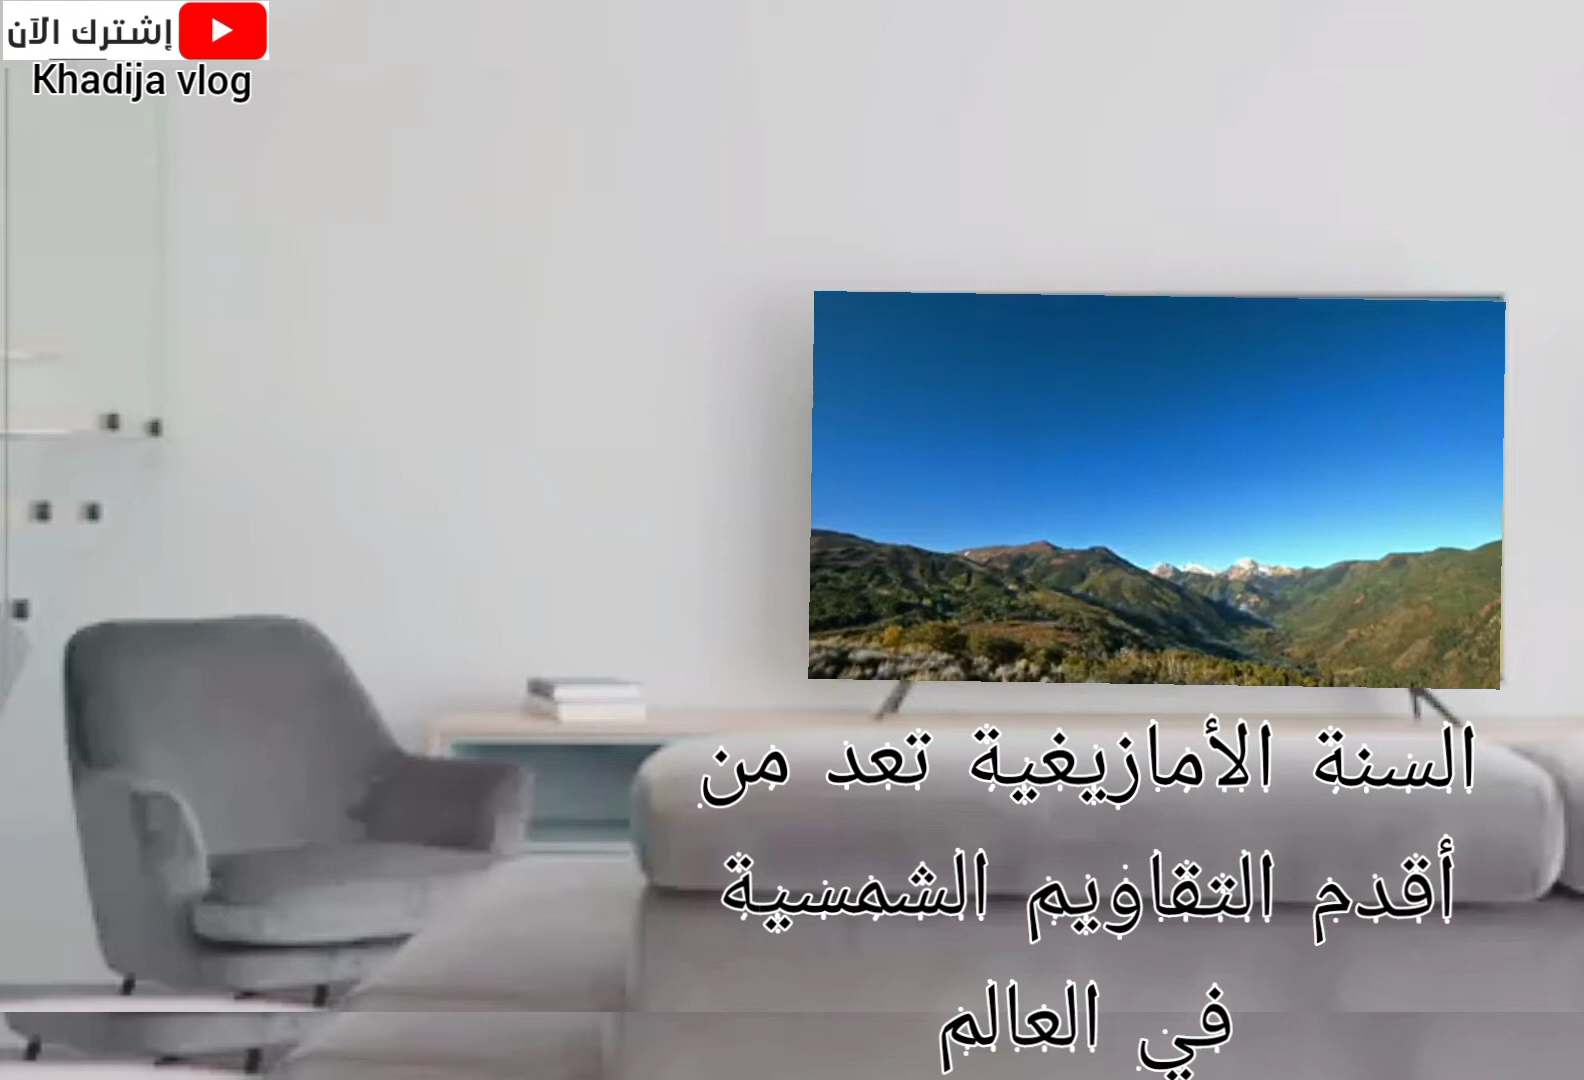 إشترك الآن
Khadija vlog
السنة الأمازيغية تعد من
أقدم التقاويم الشمسية
في العالم